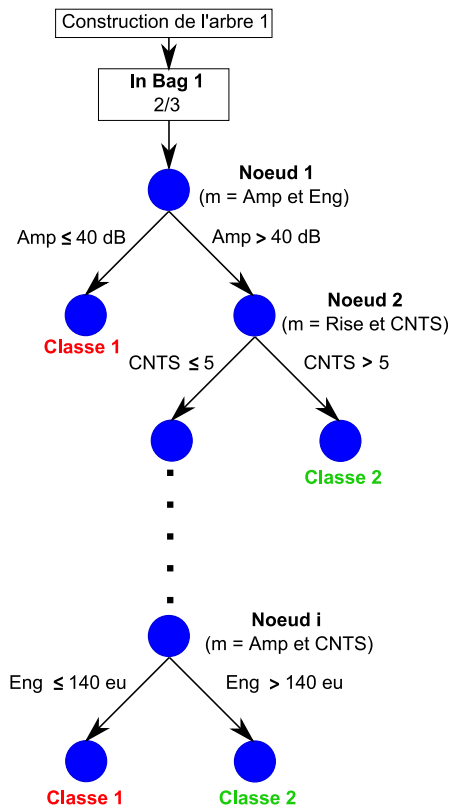 Construction de l'arbre 1
In Bag 1
2/3
Noeud 1
(m = Amp et Eng)
Amp ≤ 40 dB
Amp > 40 dB
Classe 1
Noeud 2
(m = Rise et CNTS)
CNTS ≤ 5
CNTS > 5
Classe 2
Noeud i
(m = Amp et CNTS)
Eng ≤ 140 eu
Eng > 140 eu
Classe 1
Classe 2